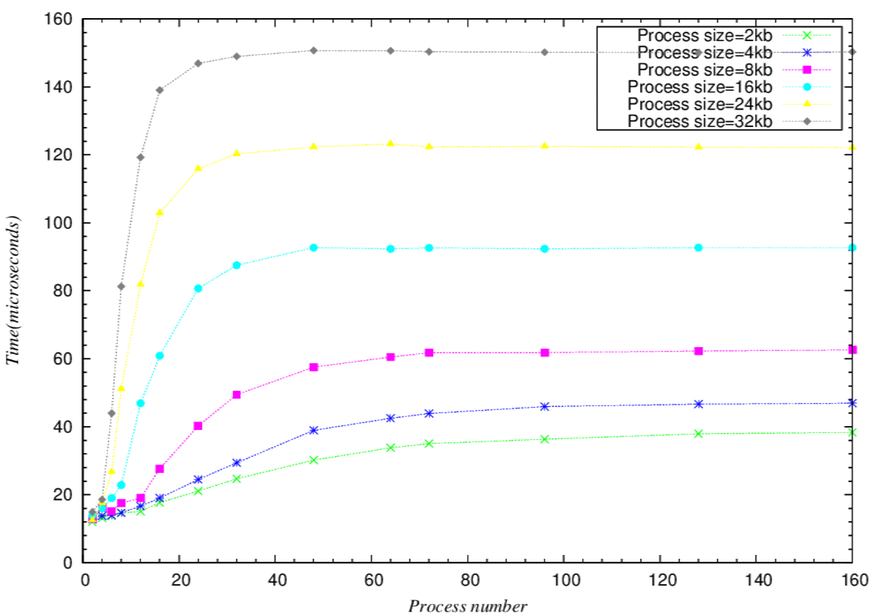 160
140
120
100
80
60
40
20
0
Time(microseconds)
Process size=2kb
Process size=4kb
Process size=8kb
Process size=16kb
Process size=24kb
Process size=32kb
0 20 40 60 80 100 120 140 160
Process number